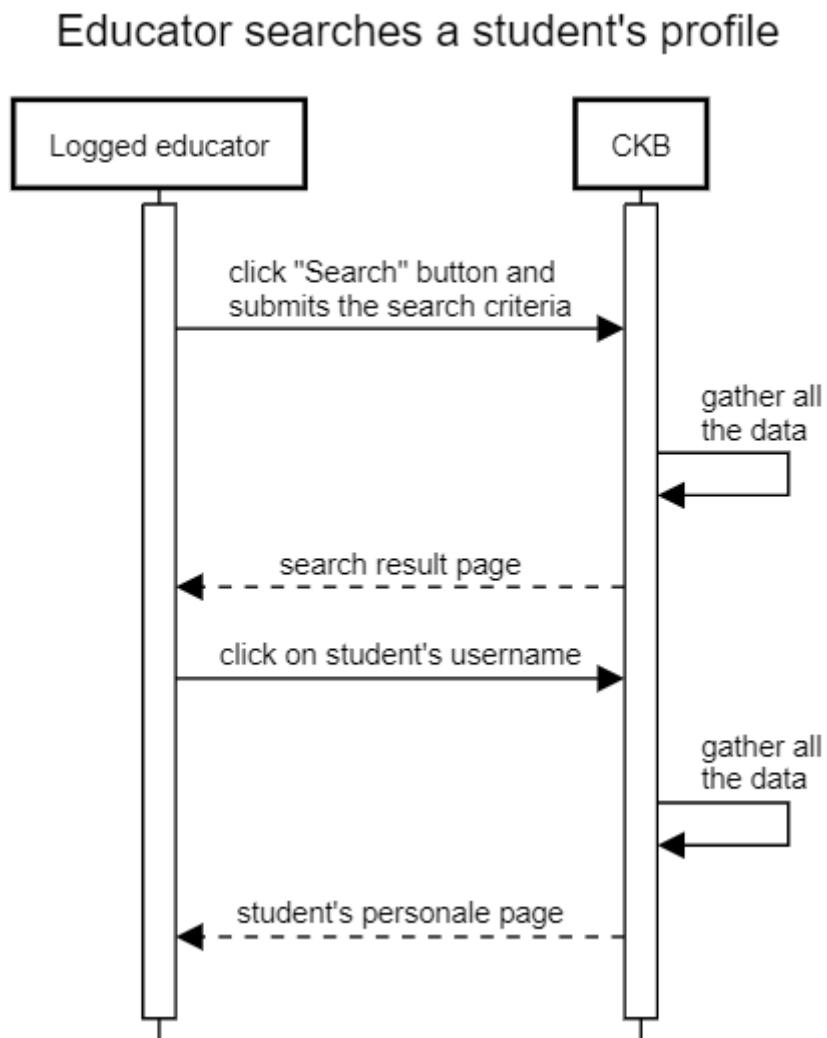 Educator searches a student's profile
Logged educator
CKB
click "Search" button and
submits the search criteria
gather all
the data
search result page
click on student's username
gather all
the data
student's personale page